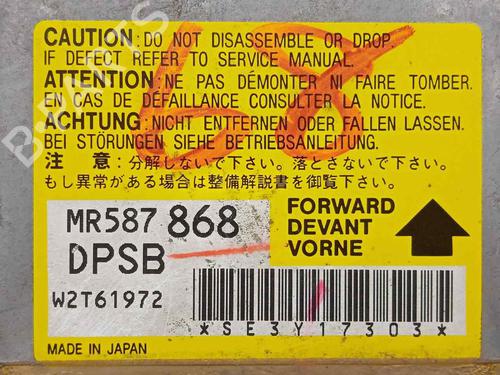 CAUTION: DO NOT DISASSEMBLE OR DROP.
IF DEFECT REFER TO SERVICE MANUAL.
ATTENTION: NE PAS DÉMONTER NI FAIRE TOMBER.
EN CAS DE DÉFAILLANCE CONSULTER LA NOTICE.
ACHTUNG: NICHT ENTFERNEN ODER FALLEN LASSEN.
BEI STÖRUNGEN SIEHE BETRIEBSANLEITUNG.
注 意:分解しないで下さい。落とさないで下さい。
もし異常がある場合は整備解説書を御覧下さい。
MR587 868
DPSB
W2T61972
FORWARD
DEVANT
VORNE
*SE3Y17303*
MADE IN JAPAN